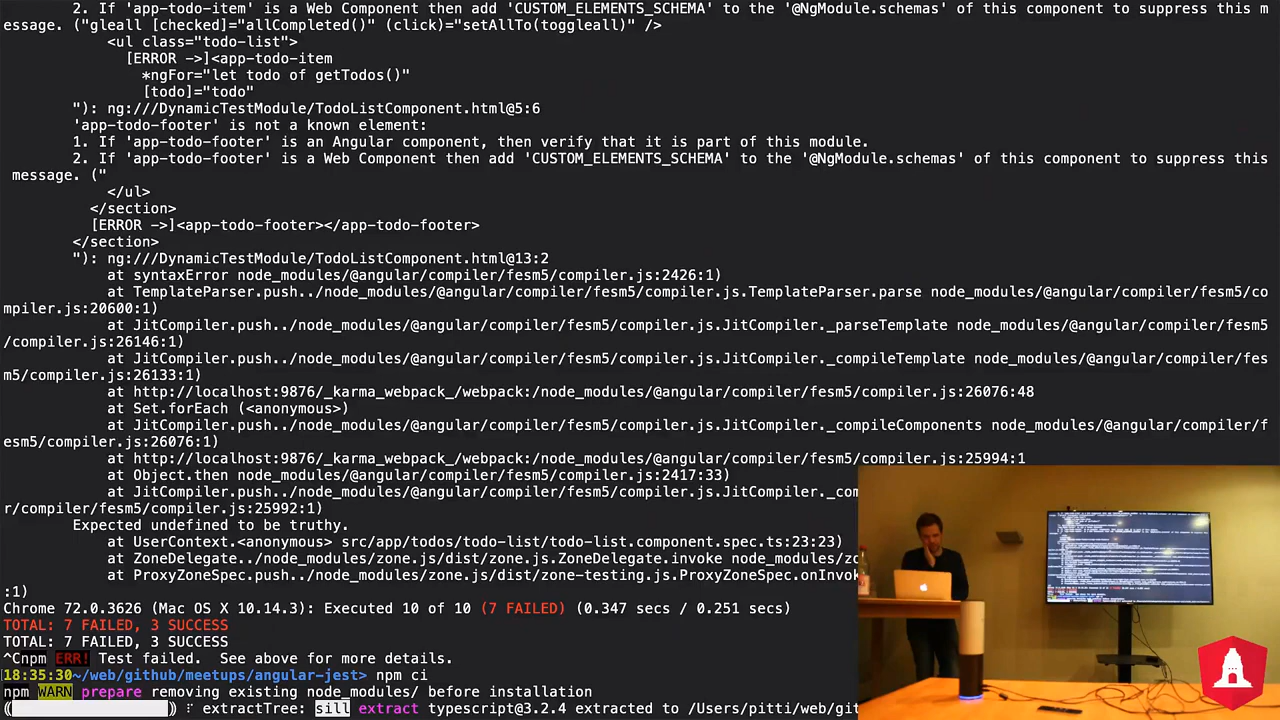 2. If 'app-todo-item' is a Web Component then add 'CUSTOM_ELEMENTS_SCHEMA' to the '@NgModule.schemas' of this component to suppress this m
essage. ("gleall [checked]="allCompleted()" (click)="setAllTo(toggleall)" />
<ul class="todo-list">
[ERROR ->]<app-todo-item
*ngFor="let todo of getTodos()"
[todo]="todo"
"): ng:///DynamicTestModule/TodoListComponent.html@5:6
'app-todo-footer' is not a known element:
1. If 'app-todo-footer' is an Angular component, then verify that it is part of this module.
2. If 'app-todo-footer' is a Web Component then add 'CUSTOM_ELEMENTS_SCHEMA' to the '@NgModule.schemas' of this component to suppress this
message. ("
</ul>
</section>
[ERROR ->]<app-todo-footer></app-todo-footer>
</section>
"): ng:///DynamicTestModule/TodoListComponent.html@13:2
at syntaxError node_modules/@angular/compiler/fesm5/compiler.js:2426:1)
at TemplateParser.push../node_modules/@angular/compiler/fesm5/compiler.js.TemplateParser.parse node_modules/@angular/compiler/fesm5/co
mpiler.js:20600:1)
at JitCompiler.push../node_modules/@angular/compiler/fesm5/compiler.js.JitCompiler._parseTemplate node_modules/@angular/compiler/fesm5
/compiler.js:26146:1)
at JitCompiler.push../node_modules/@angular/compiler/fesm5/compiler.js.JitCompiler._compileTemplate node_modules/@angular/compiler/fes
m5/compiler.js:26133:1)
at http://localhost:9876/_karma_webpack_/webpack:/node_modules/@angular/compiler/fesm5/compiler.js:26076:48
at Set.forEach (<anonymous>)
at JitCompiler.push../node_modules/@angular/compiler/fesm5/compiler.js.JitCompiler._compileComponents node_modules/@angular/compiler/f
esm5/compiler.js:26076:1)
at http://localhost:9876/_karma_webpack_/webpack:/node_modules/@angular/compiler/fesm5/compiler.js:25994:1
at Object.then node_modules/@angular/compiler/fesm5/compiler.js:2417:33)
at JitCompiler.push../node_modules/@angular/compiler/fesm5/compiler.js.JitCompiler._co
r/fesm5/compiler.js:25992:1)
Expected undefined to be truthy.
at UserContext.<anonymous> src/app/todos/todo-list/todo-list.component.spec.ts:23:23)
at ZoneDelegate../node_modules/zone.js/dist/zone.js.ZoneDelegate.invoke node_modules/z
at ProxyZoneSpec.push../node_modules/zone.js/dist/zone-testing.js.ProxyZoneSpec.onInvok
:1)
Chrome 72.0.3626 (Mac OS X 10.14.3): Executed 10 of 10 (7 FAILED) (0.347 secs / 0.251 secs)
TOTAL: 7 FAILED, 3 SUCCESS
TOTAL: 7 FAILED, 3 SUCCESS
^Cnpm ERR! Test failed.  See above for more details.
[18:35:30~/web/github/meetups/angular-jest> npm ci
npm WARN prepare removing existing node_modules/ before installation
extractTree: sill extract typescript@3.2.4 extracted to /Users/pitti/web/git